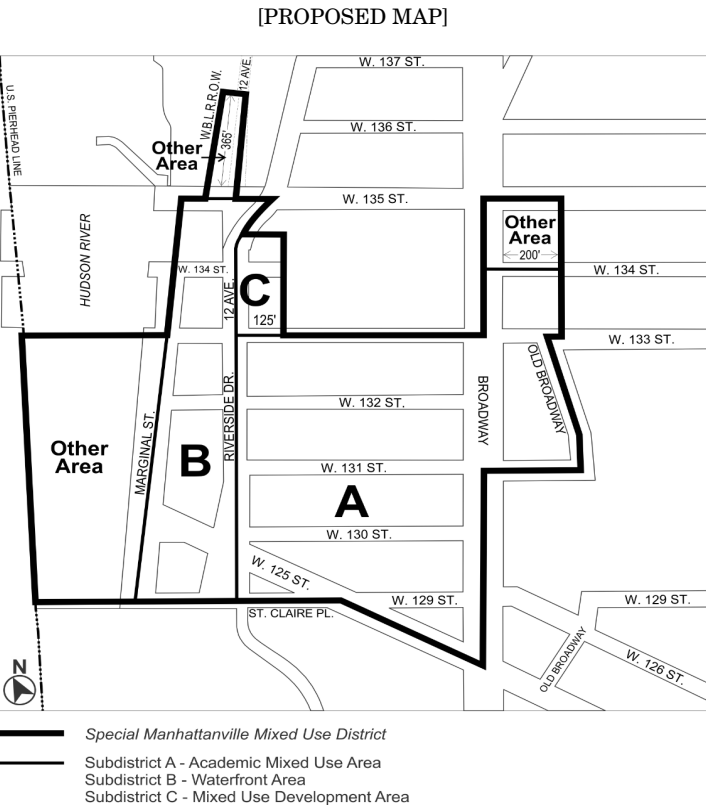 [PROPOSED MAP]
W. 137 ST.
12 AVE.
W.B.L.R.R.O.W.
U.S. PIERHEAD LINE
W. 136 ST.
365'
Other
Area
W. 135 ST.
HUDSON RIVER
Other
Area
200'
W. 134 ST.
W. 134 ST.
C
12 AVE.
125'
W. 133 ST.
OLD BROADWAY
BROADWAY
RIVERSIDE DR.
W. 132 ST.
MARGINAL ST.
Other
Area
B
W. 131 ST.
A
W. 130 ST.
W. 125 ST.
W. 129 ST.
W. 129 ST.
ST. CLAIRE PL.
OLD BROADWAY
W. 126 ST.
N
Special Manhattanville Mixed Use District
Subdistrict A - Academic Mixed Use Area
Subdistrict B - Waterfront Area
Subdistrict C - Mixed Use Development Area